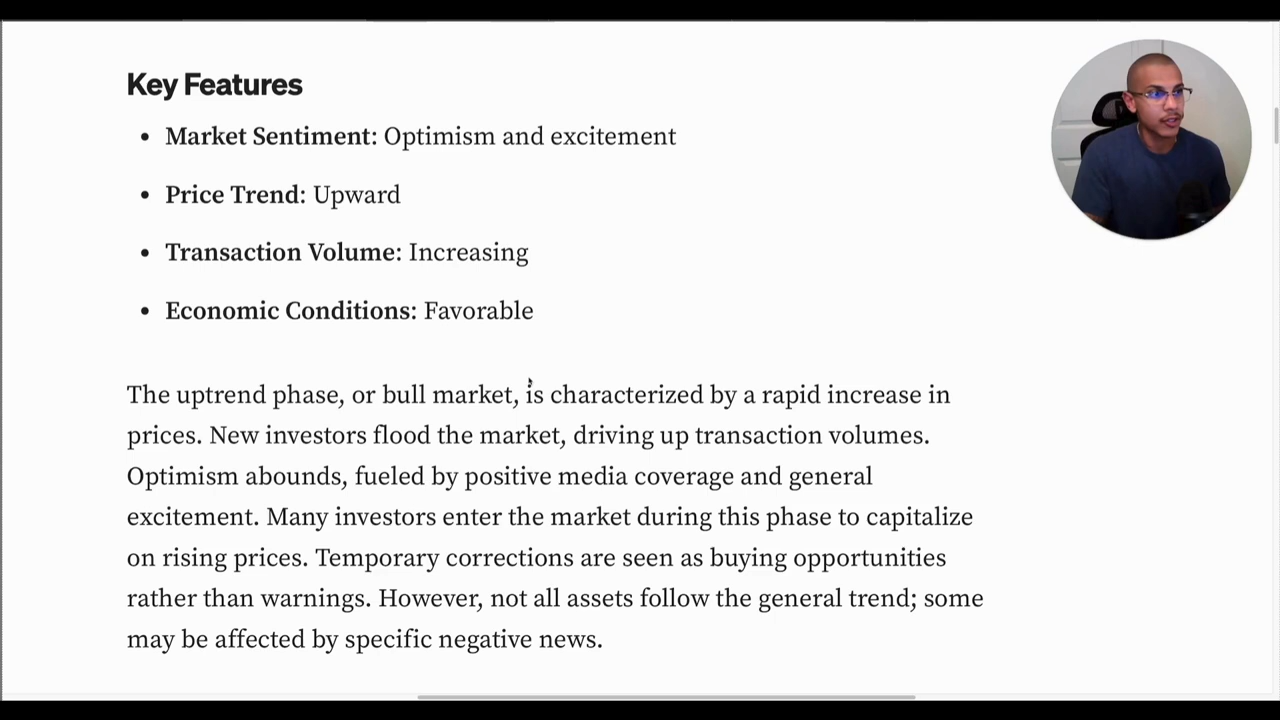 Key Features
• Market Sentiment: Optimism and excitement
• Price Trend: Upward
• Transaction Volume: Increasing
• Economic Conditions: Favorable
The uptrend phase, or bull market, is characterized by a rapid increase in
prices. New investors flood the market, driving up transaction volumes.
Optimism abounds, fueled by positive media coverage and general
excitement. Many investors enter the market during this phase to capitalize
on rising prices. Temporary corrections are seen as buying opportunities
rather than warnings. However, not all assets follow the general trend; some
may be affected by specific negative news.